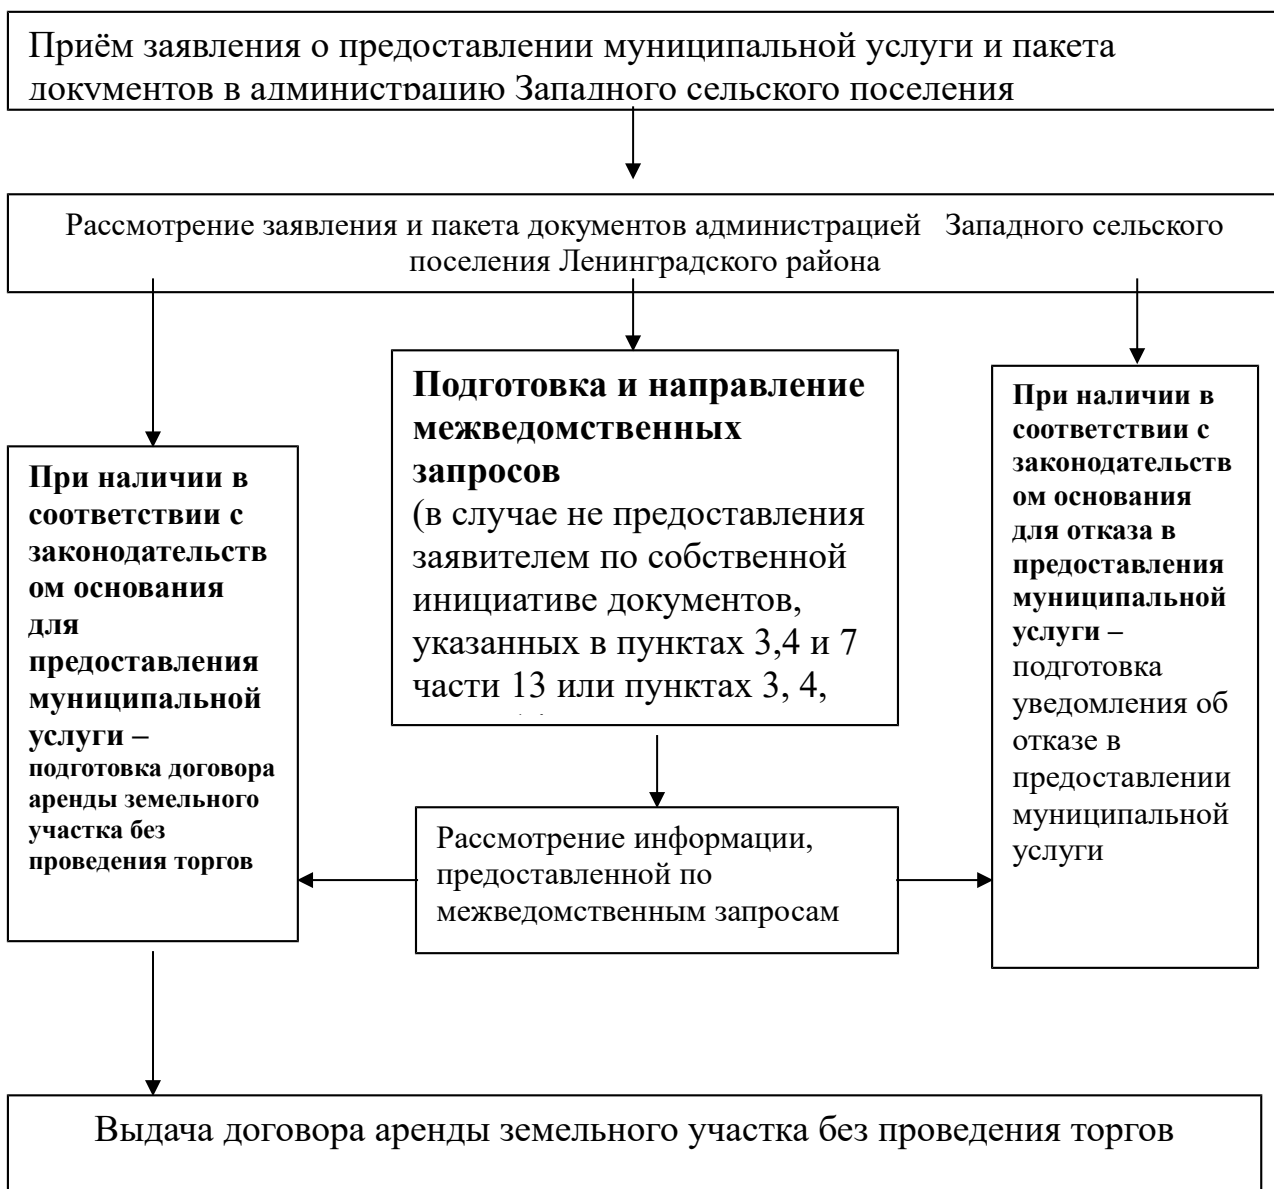 Приём заявления о предоставлении муниципальной услуги и пакета
документов в администрацию Западного сельского поселения
Рассмотрение заявления и пакета документов администрацией Западного сельского
поселения Ленинградского района
При наличии в
соответствии с
законодательств
ом основания
для
предоставления
муниципальной
услуги –
подготовка договора
аренды земельного
участка без
проведения торгов
Подготовка и направление
межведомственных
запросов
(в случае не предоставления
заявителем по собственной
инициативе документов,
указанных в пунктах 3,4 и 7
части 13 или пунктах 3, 4,
При наличии в
соответствии с
законодательств
ом основания
для отказа в
предоставления
муниципальной
услуги –
подготовка
уведомления об
отказе в
предоставлении
муниципальной
услуги
Рассмотрение информации,
предоставленной по
межведомственным запросам
Выдача договора аренды земельного участка без проведения торгов